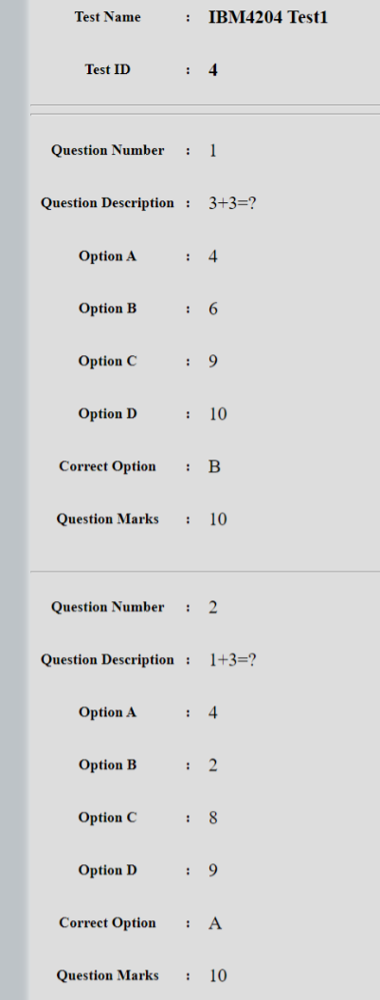 Test Name : IBM4204 Test1
Test ID : 4
Question Number : 1
Question Description : 3+3=?
Option A : 4
Option B : 6
Option C : 9
Option D : 10
Correct Option : B
Question Marks : 10
Question Number : 2
Question Description : 1+3=?
Option A : 4
Option B : 2
Option C : 8
Option D : 9
Correct Option : A
Question Marks : 10